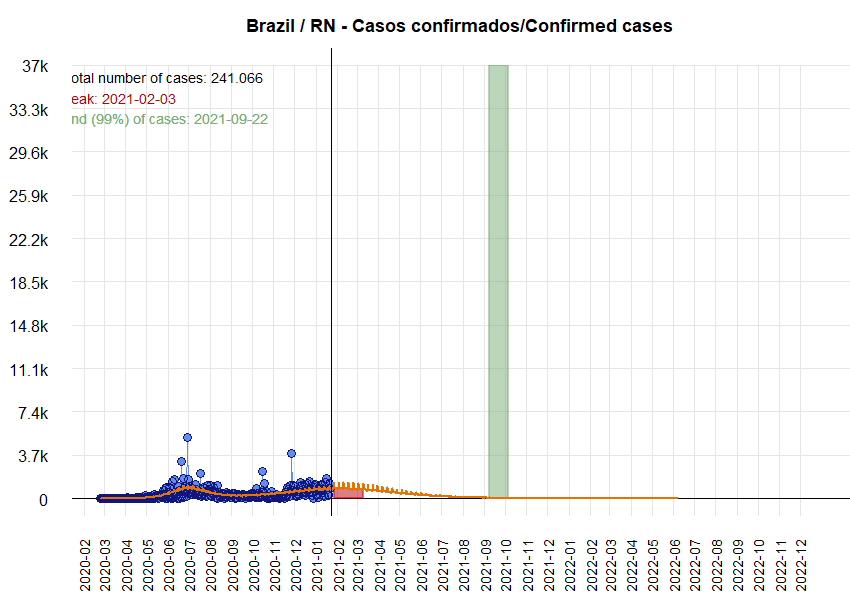 Brazil / RN - Casos confirmados/Confirmed cases
otal number of cases: 241.066
eak: 2021-02-03
nd (99%) of cases: 2021-09-22
37k
33.3k
29.6k
25.9k
22.2k
18.5k
14.8k
11.1k
7.4k
3.7k
0
2020-02
2020-03
2020-04
2020-05
2020-06
2020-07
2020-08
2020-09
2020-10
2020-11
2020-12
2021-01
2021-02
2021-03
2021-04
2021-05
2021-06
2021-07
2021-08
2021-09
2021-10
2021-11
2021-12
2022-01
2022-02
2022-03
2022-04
2022-05
2022-06
2022-07
2022-08
2022-09
2022-10
2022-11
2022-12